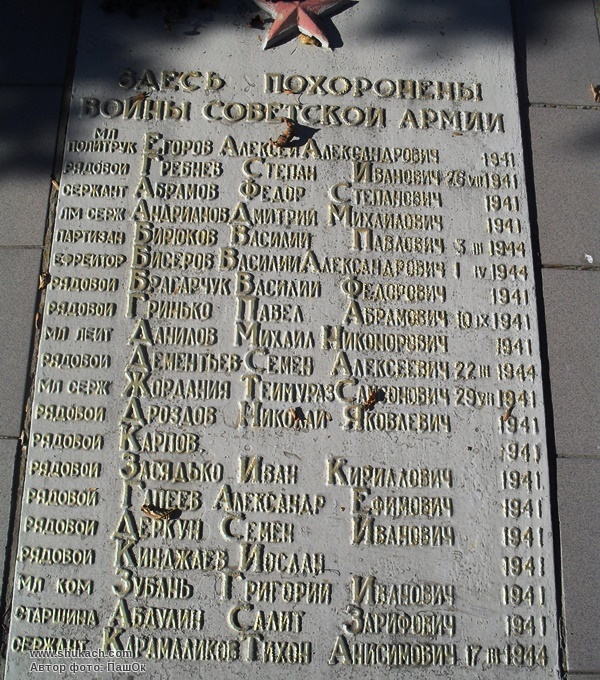 ЗДЕСЬ ПОХОРОНЕНЫ
ВОИНЫ СОВЕТСКОЙ АРМИИ
МЛ ПОЛИТРУК ЕГОРОВ АЛЕКСЕЙ АЛЕКСАНДРОВИЧ 1941
РЯДОВОЙ ГРЕБНЕВ СТЕПАН ИВАНОВИЧ 26 VII 1941
СЕРЖАНТ АБРАМОВ ФЕДОР СТЕПАНОВИЧ 1941
ЛМ СЕРЖ АНДРИАНОВ ДМИТРИЙ МИХАЙЛОВИЧ 1941
ПАРТИЗАН БИРЮКОВ ВАСИЛИЙ ПАВЛОВИЧ 3 III 1944
ЕФРЕЙТОР БИСЕРОВ ВАСИЛИЙ АЛЕКСАНДРОВИЧ 1 IV 1944
РЯДОВОЙ ВАСИЛИЙ ФЕДОРОВИЧ 1941
РЯДОВОЙ ГРИНЬКО ПАВЕЛ АБРАМОВИЧ 10 IX 1941
МЛ ЛЕЙТ ДАНИЛОВ МИХАИЛ НИКОНОРОВИЧ 1941
РЯДОВОЙ ДЕМЕНТЬЕВ СЕМЕН АЛЕКСЕЕВИЧ 22 III 1944
МЛ СЕРЖ ЖОРДАНИЯ ТЕЙМУРАЗ 29 VII 1941
РЯДОВОЙ ДРОЗДОВ НИКОЛАЙ ЯКОВЛЕВИЧ 1941
РЯДОВОЙ КАРПОВ 1941
РЯДОВОЙ ЗАСЯДЬКО ИВАН КИРИЛЛОВИЧ 1941
РЯДОВОЙ ГАПЕЕВ АЛЕКСАНДР ЕФИМОВИЧ 1941
РЯДОВОЙ ДЕРКУН СЕМЕН ИВАНОВИЧ 1941
РЯДОВОЙ КИНДЖАЕВ ЙОСЛАН 1941
МЛ КОМ ЗУБАНЬ ГРИГОРИЙ ИВАНОВИЧ 1941
СТАРШИНА АБДУЛИН САЛИТ ЗАРИФОВИЧ 1941
СЕРЖАНТ КАРАМАЛИКОВ ТИХОН АНИСИМОВИЧ 17 III 1944
www.shukach.com
Автор фото: ПашОк